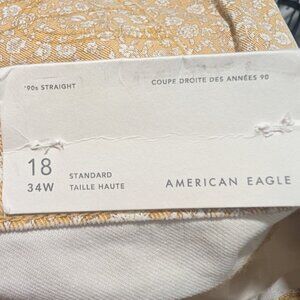 '90s STRAIGHT
COUPE DROITE DES ANNÉES 90
18
34W
STANDARD
TAILLE HAUTE
AMERICAN EAGLE